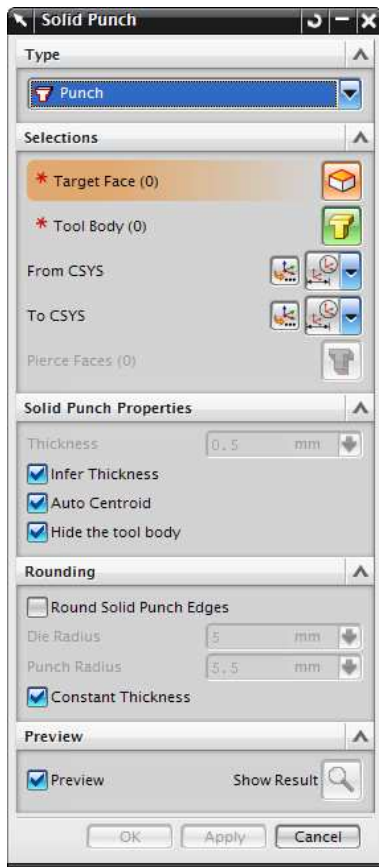 Solid Punch
Type
Punch
Selections
* Target Face (0)
* Tool Body (0)
From CSYS
To CSYS
Pierce Faces (0)
Solid Punch Properties
Thickness 0.5 mm
Infer Thickness
Auto Centroid
Hide the tool body
Rounding
Round Solid Punch Edges
Die Radius 5 mm
Punch Radius 5.5 mm
Constant Thickness
Preview
Preview Show Result
OK Apply Cancel